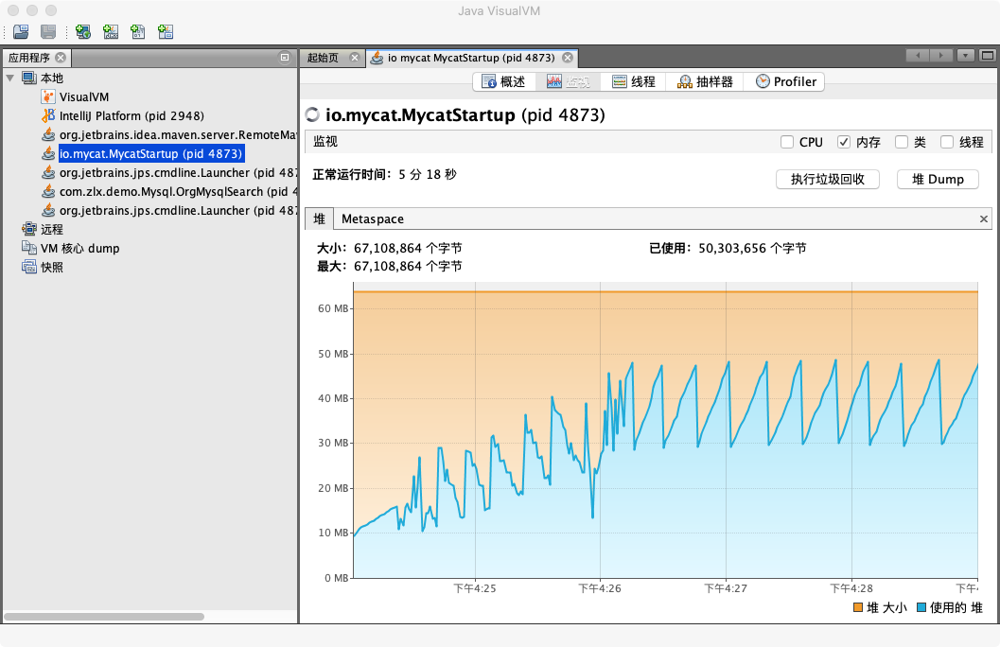 Java VisualVM
应用程序
起始页
io mycat MycatStartup (pid 4873)
本地
VisualVM
IntelliJ Platform (pid 2948)
org.jetbrains.idea.maven.server.RemoteMav
io.mycat.MycatStartup (pid 4873)
org.jetbrains.jps.cmdline.Launcher (pid 487
com.zlx.demo.Mysql.OrgMysqlSearch (pid 4
org.jetbrains.jps.cmdline.Launcher (pid 487
远程
VM 核心 dump
快照
概述 监视 线程 抽样器 Profiler
io.mycat.MycatStartup (pid 4873)
监视
CPU 内存 类 线程
正常运行时间: 5 分 18 秒
执行垃圾回收 堆 Dump
堆 Metaspace
大小: 67,108,864 个字节
已使用: 50,303,656 个字节
最大: 67,108,864 个字节
60 MB
50 MB
40 MB
30 MB
20 MB
10 MB
0 MB
下午4:25 下午4:26 下午4:27 下午4:28 下午4
堆 大小 使用的 堆